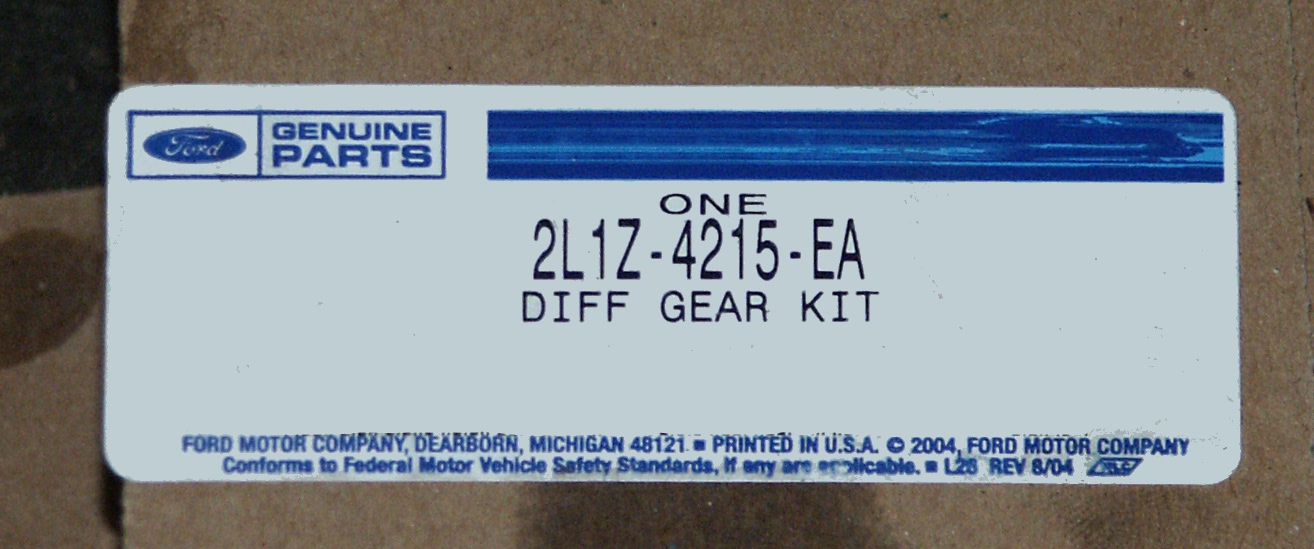 Ford
GENUINE
PARTS
ONE
2L1Z-4215-EA
DIFF GEAR KIT
FORD MOTOR COMPANY, DEARBORN, MICHIGAN 48121 ■ PRINTED IN U.S.A. © 2004, FORD MOTOR COMPANY
Conforms to Federal Motor Vehicle Safety Standards, if any are applicable. ■ L26 REV 8/04